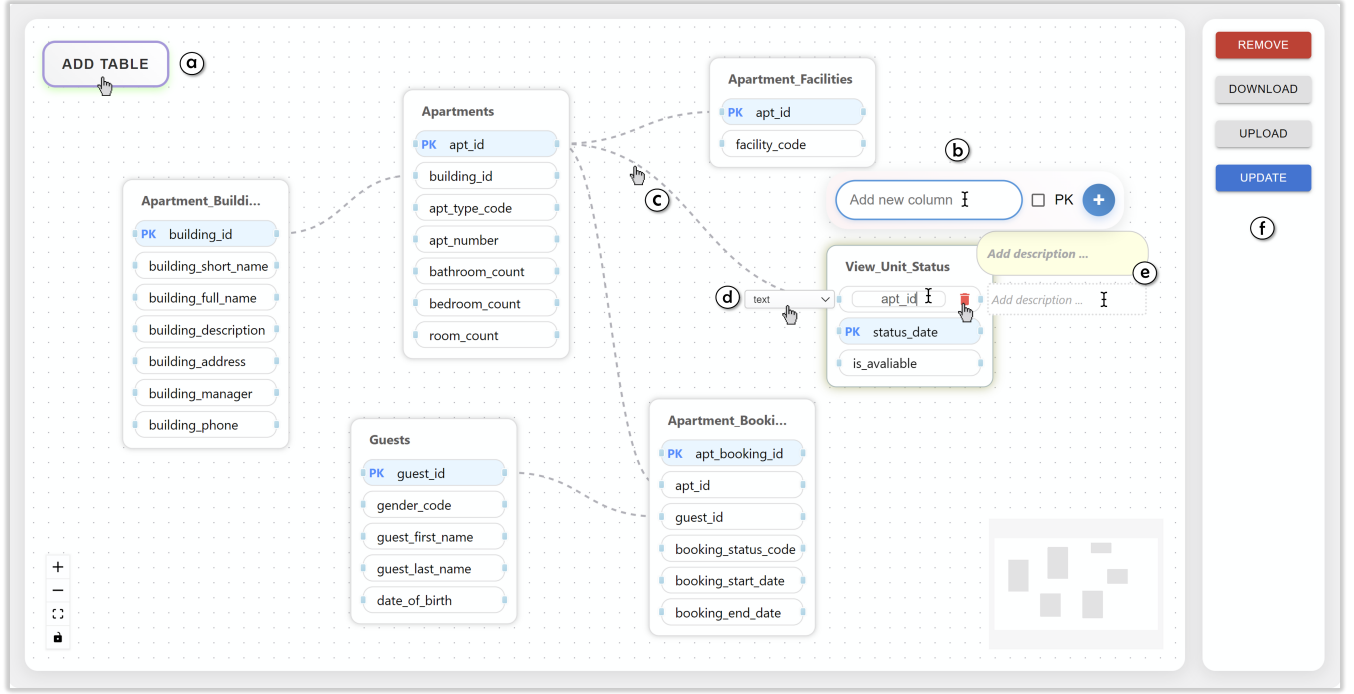 ADD TABLE
a
Apartment_Buildi...
PK building_id
building_short_name
building_full_name
building_description
building_address
building_manager
building_phone
Apartments
PK apt_id
building_id
apt_type_code
apt_number
bathroom_count
bedroom_count
room_count
Apartment_Facilities
PK apt_id
facility_code
b
Add new column
PK
+
c
View_Unit_Status
Add description ...
e
d
text
apt_id
Add description ...
PK status_date
is_avaliable
Guests
PK guest_id
gender_code
guest_first_name
guest_last_name
date_of_birth
Apartment_Booki...
PK apt_booking_id
apt_id
guest_id
booking_status_code
booking_start_date
booking_end_date
REMOVE
DOWNLOAD
UPLOAD
UPDATE
f